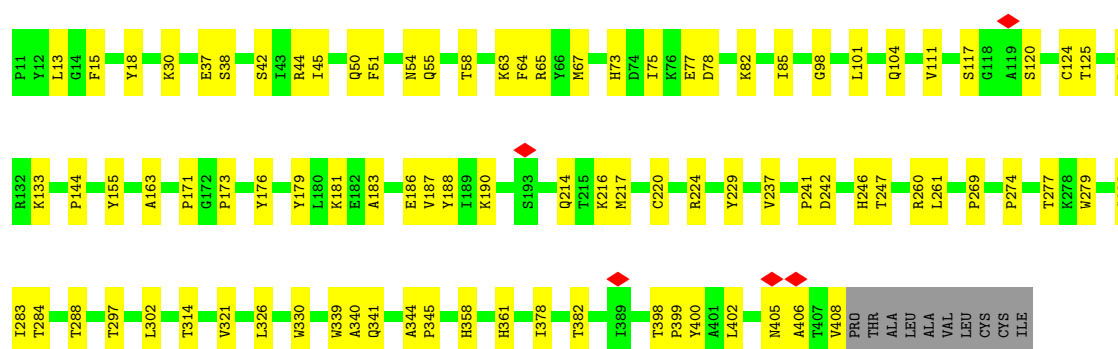 P11 Y12 L13 G14 F15 Y18 K30 E37 S38 S42 I43 R44 I45 Q50 F51 N54 Q55 T58 K63 F64 R65 Y66 M67 H73 D74 I75 K76 E77 D78 K82 I85 G98 L101 Q104 V111 S117 G118 A119 S120 C124 T125
R132 K133 P144 Y155 A163 P171 G172 P173 Y176 Y179 L180 K181 E182 A183 E186 V187 Y188 I189 K190 S193 Q214 T215 K216 M217 C220 R224 Y229 V237 P241 D242 H246 T247 R260 L261 P269 P274 T277 K278 W279
I283 T284 T288 T297 L302 T314 V321 L326 W330 W339 A340 Q341 A344 P345 H358 H361 I378 T382 I389 T398 P399 Y400 A401 L402 N405 A406 T407 V408 PRO THR ALA LEU ALA VAL LEU CYS CYS ILE